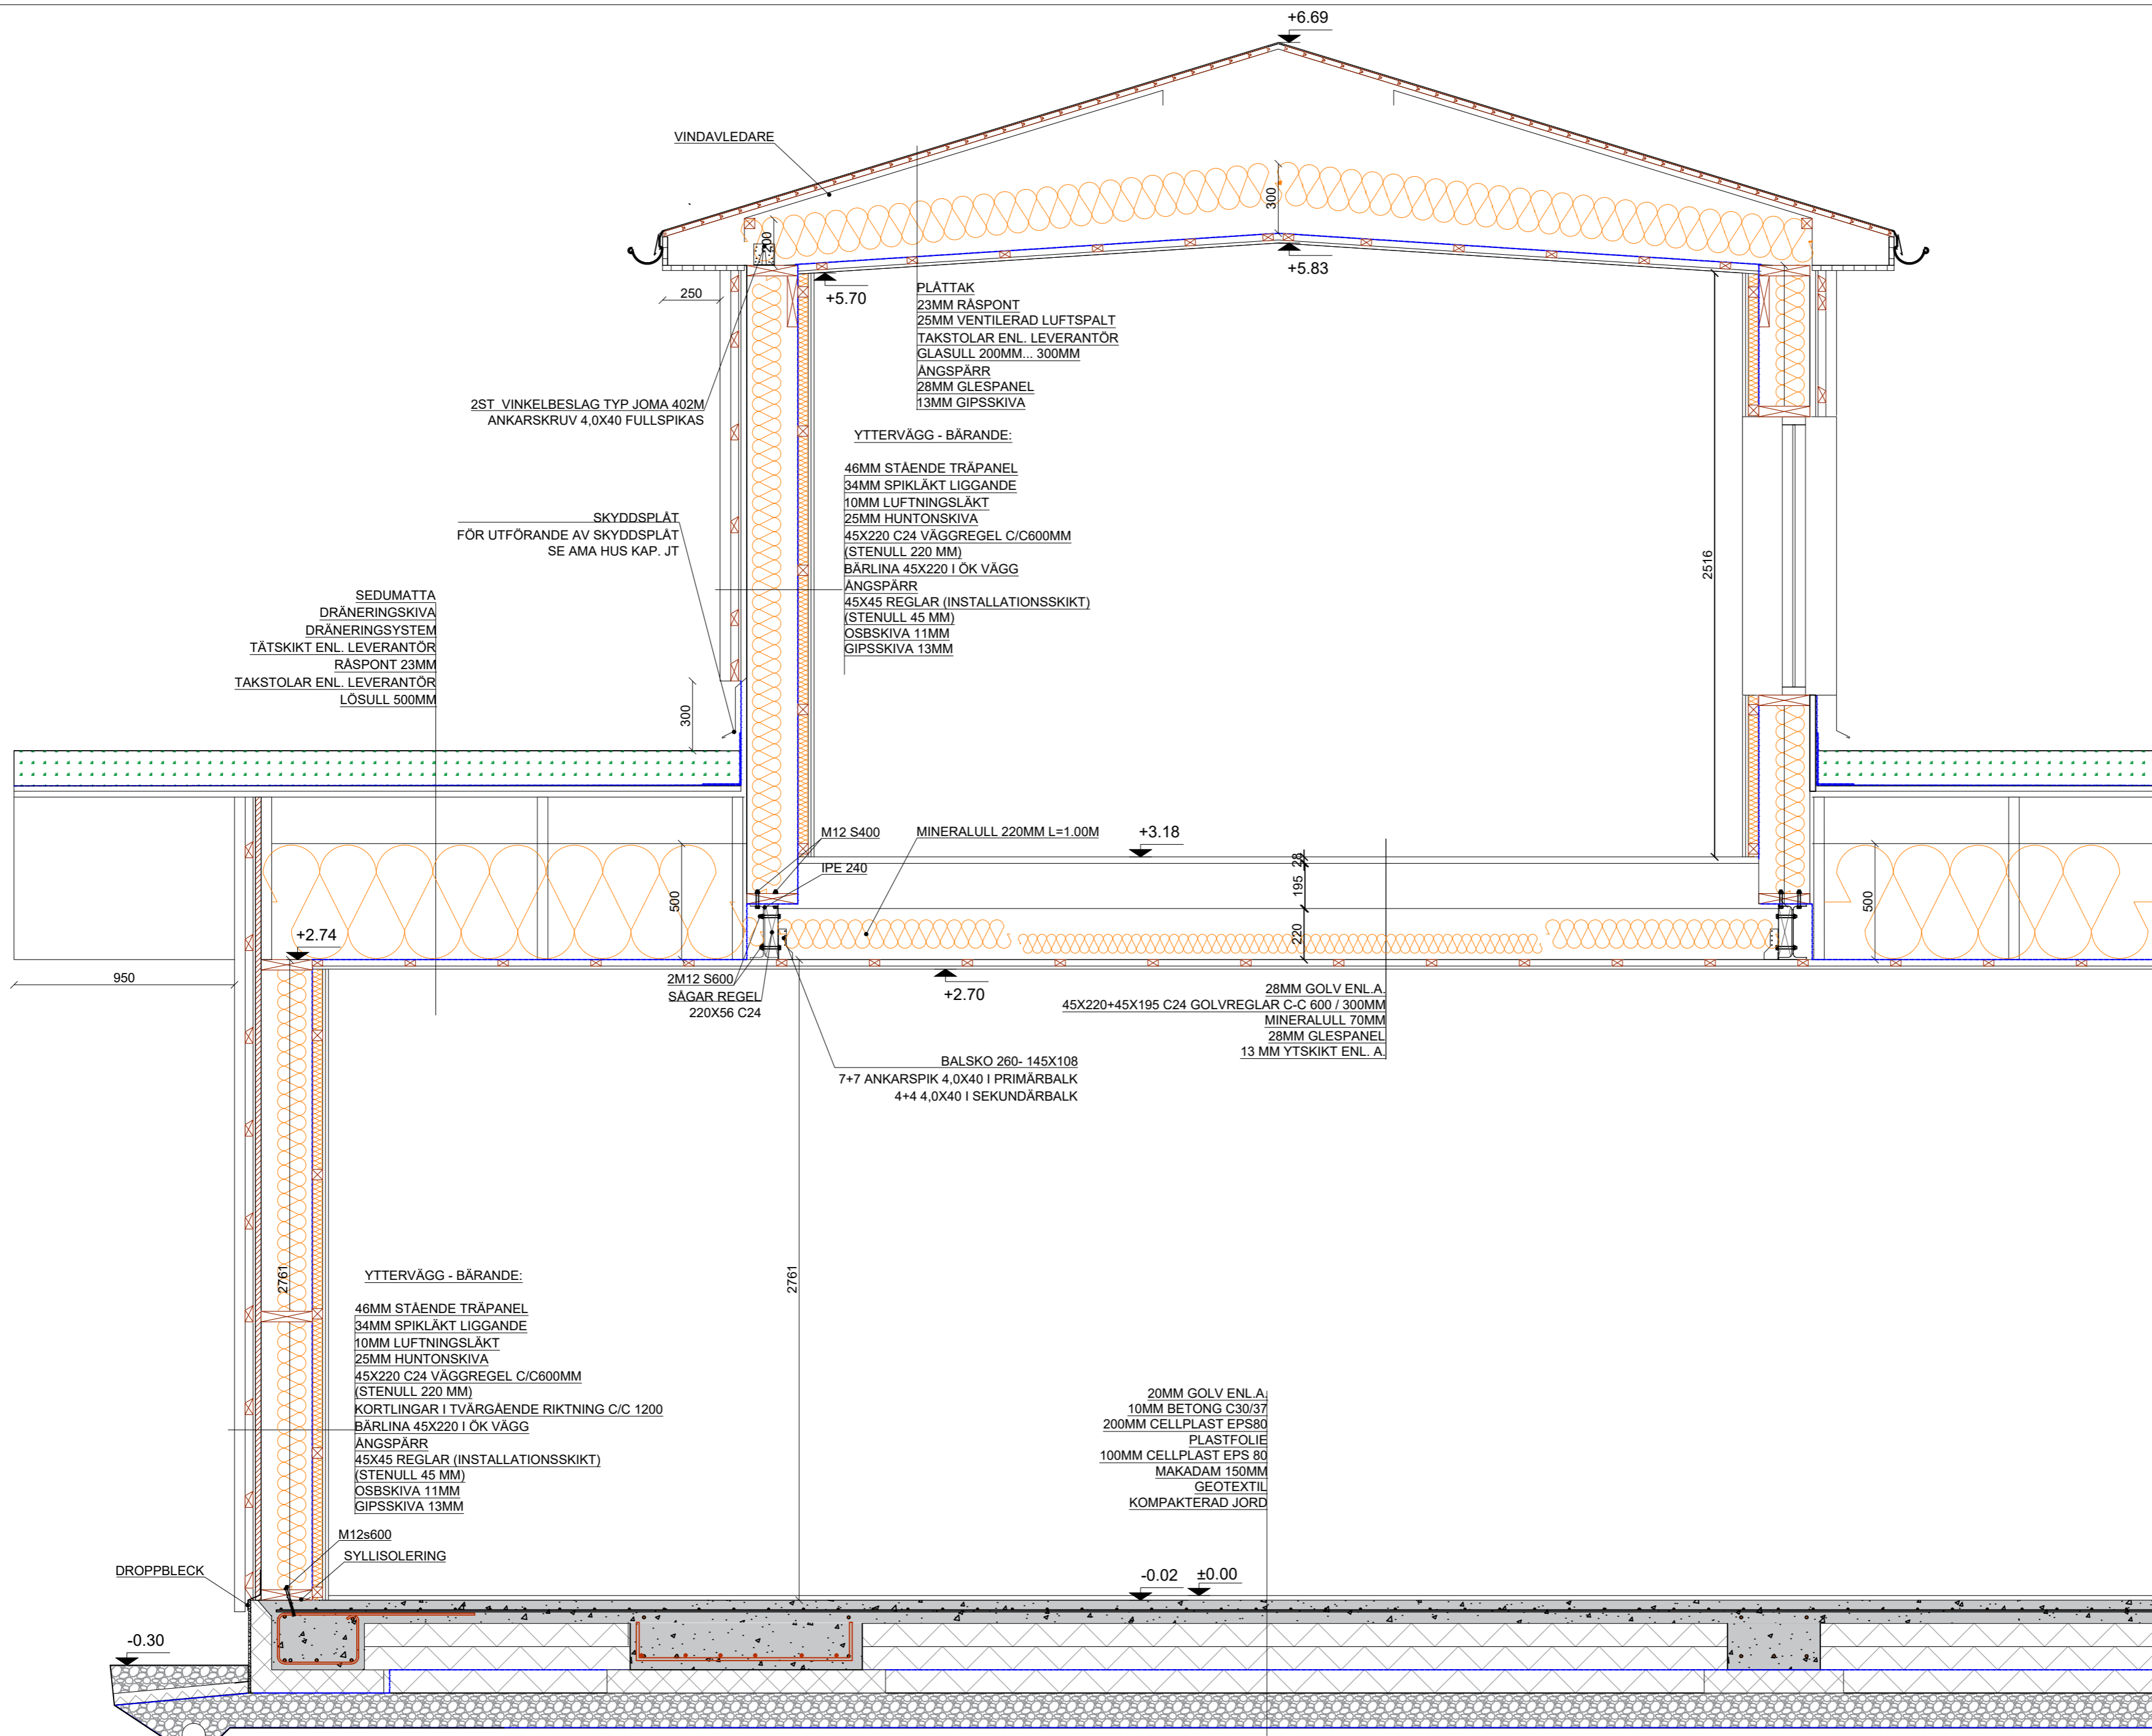 +6.69
VINDAVLEDARE
300
200
+5.83
+5.70
250
PLÅTTAK
23MM RÅSPONT
25MM VENTILERAD LUFTSPALT
TAKSTOLAR ENL. LEVERANTÖR
GLASULL 200MM... 300MM
ÅNGSPÄRR
28MM GLESPANEL
13MM GIPSSKIVA
2ST VINKELBESLAG TYP JOMA 402M
ANKARSKRUV 4,0X40 FULLSPIKAS
YTTERVÄGG - BÄRANDE:
46MM STÅENDE TRÄPANEL
34MM SPIKLÄKT LIGGANDE
10MM LUFTNINGSLÄKT
25MM HUNTONSKIVA
45X220 C24 VÄGGREGEL C/C600MM
(STENULL 220 MM)
BÄRLINA 45X220 I ÖK VÄGG
ÅNGSPÄRR
45X45 REGLAR (INSTALLATIONSSKIKT)
(STENULL 45 MM)
OSBSKIVA 11MM
GIPSSKIVA 13MM
SKYDDSPLÅT
FÖR UTFÖRANDE AV SKYDDSPLÅT
SE AMA HUS KAP. JT
2516
SEDUMATTA
DRÄNERINGSKIVA
DRÄNERINGSYSTEM
TÄTSKIKT ENL. LEVERANTÖR
RÅSPONT 23MM
TAKSTOLAR ENL. LEVERANTÖR
LÖSULL 500MM
300
M12 S400
MINERALULL 220MM L=1.00M
+3.18
IPE 240
28
195
220
500
500
+2.74
950
2M12 S600
SÅGAR REGEL
220X56 C24
+2.70
28MM GOLV ENL.A.
45X220+45X195 C24 GOLVREGLAR C-C 600 / 300MM
MINERALULL 70MM
28MM GLESPANEL
13 MM YTSKIKT ENL. A.
BALSKO 260- 145X108
7+7 ANKARSPIK 4,0X40 I PRIMÄRBALK
4+4 4,0X40 I SEKUNDÄRBALK
2761
2761
YTTERVÄGG - BÄRANDE:
46MM STÅENDE TRÄPANEL
34MM SPIKLÄKT LIGGANDE
10MM LUFTNINGSLÄKT
25MM HUNTONSKIVA
45X220 C24 VÄGGREGEL C/C600MM
(STENULL 220 MM)
KORTLINGAR I TVÄRGÅENDE RIKTNING C/C 1200
BÄRLINA 45X220 I ÖK VÄGG
ÅNGSPÄRR
45X45 REGLAR (INSTALLATIONSSKIKT)
(STENULL 45 MM)
OSBSKIVA 11MM
GIPSSKIVA 13MM
20MM GOLV ENL.A.
10MM BETONG C30/37
200MM CELLPLAST EPS80
PLASTFOLIE
100MM CELLPLAST EPS 80
MAKADAM 150MM
GEOTEXTIL
KOMPAKTERAD JORD
M12s600
SYLLISOLERING
DROPPBLECK
-0.02
±0.00
-0.30